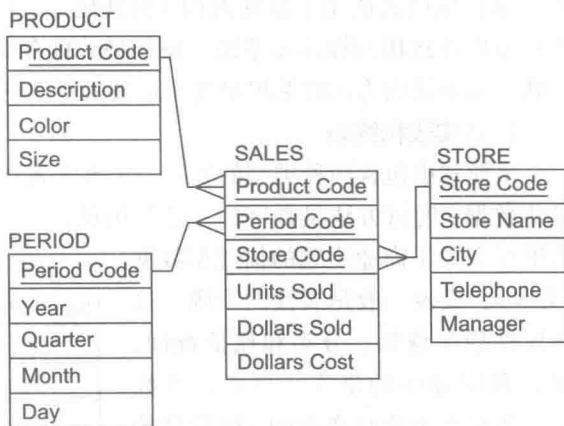 PRODUCT
Product Code
Description
Color
Size
PERIOD
Period Code
Year
Quarter
Month
Day
SALES
Product Code
Period Code
Store Code
Units Sold
Dollars Sold
Dollars Cost
STORE
Store Code
Store Name
City
Telephone
Manager